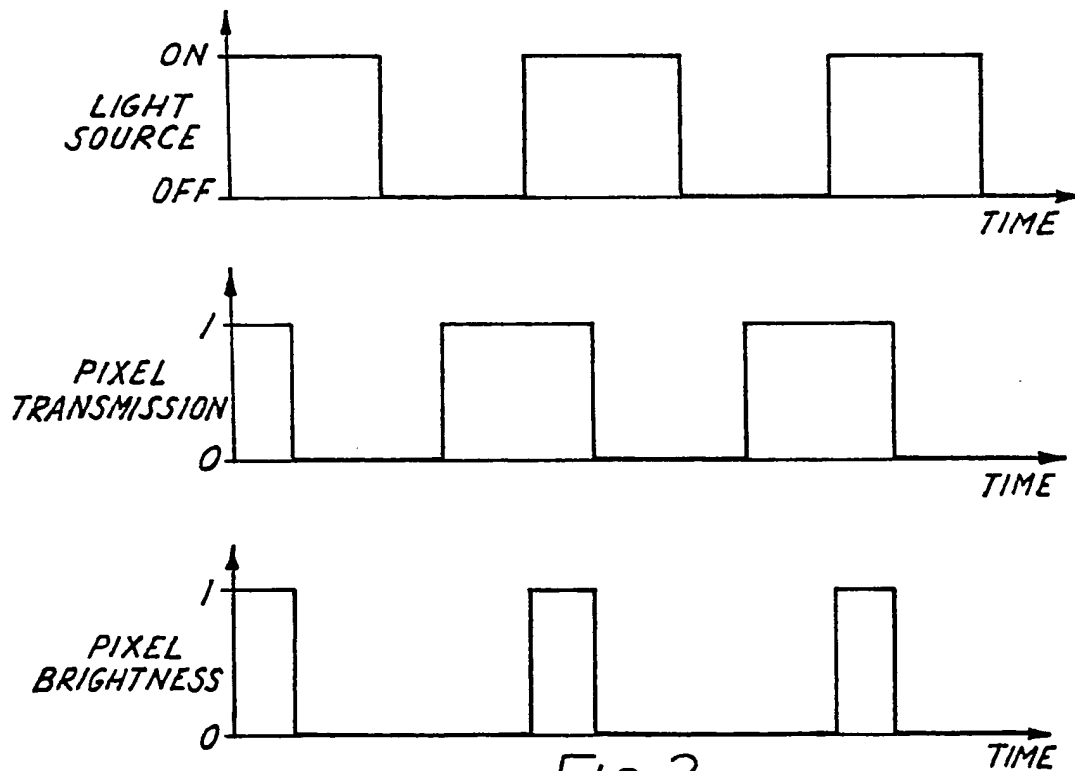 ON
LIGHT
SOURCE
OFF
TIME
1
PIXEL
TRANSMISSION
0
TIME
1
PIXEL
BRIGHTNESS
0
TIME